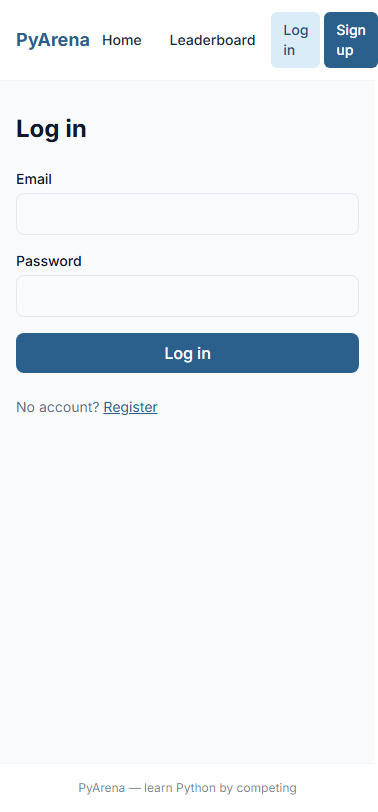 PyArena Home Leaderboard Log in Sign up
Log in
Email
Password
Log in
No account? Register
PyArena — learn Python by competing